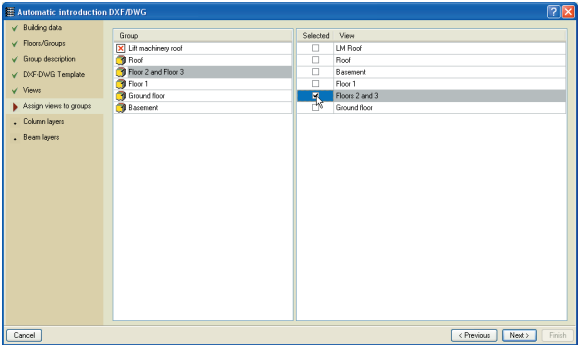 Automatic introduction DXF/DWG
Building data
Floors/Groups
Group description
DXF-DWG Template
Views
Assign views to groups
Column layers
Beam layers
Group
Lift machinery roof
Roof
Floor 2 and Floor 3
Floor 1
Ground floor
Basement
Selected View
LM Roof
Roof
Basement
Floor 1
Floors 2 and 3
Ground floor
Cancel
< Previous
Next >
Finish